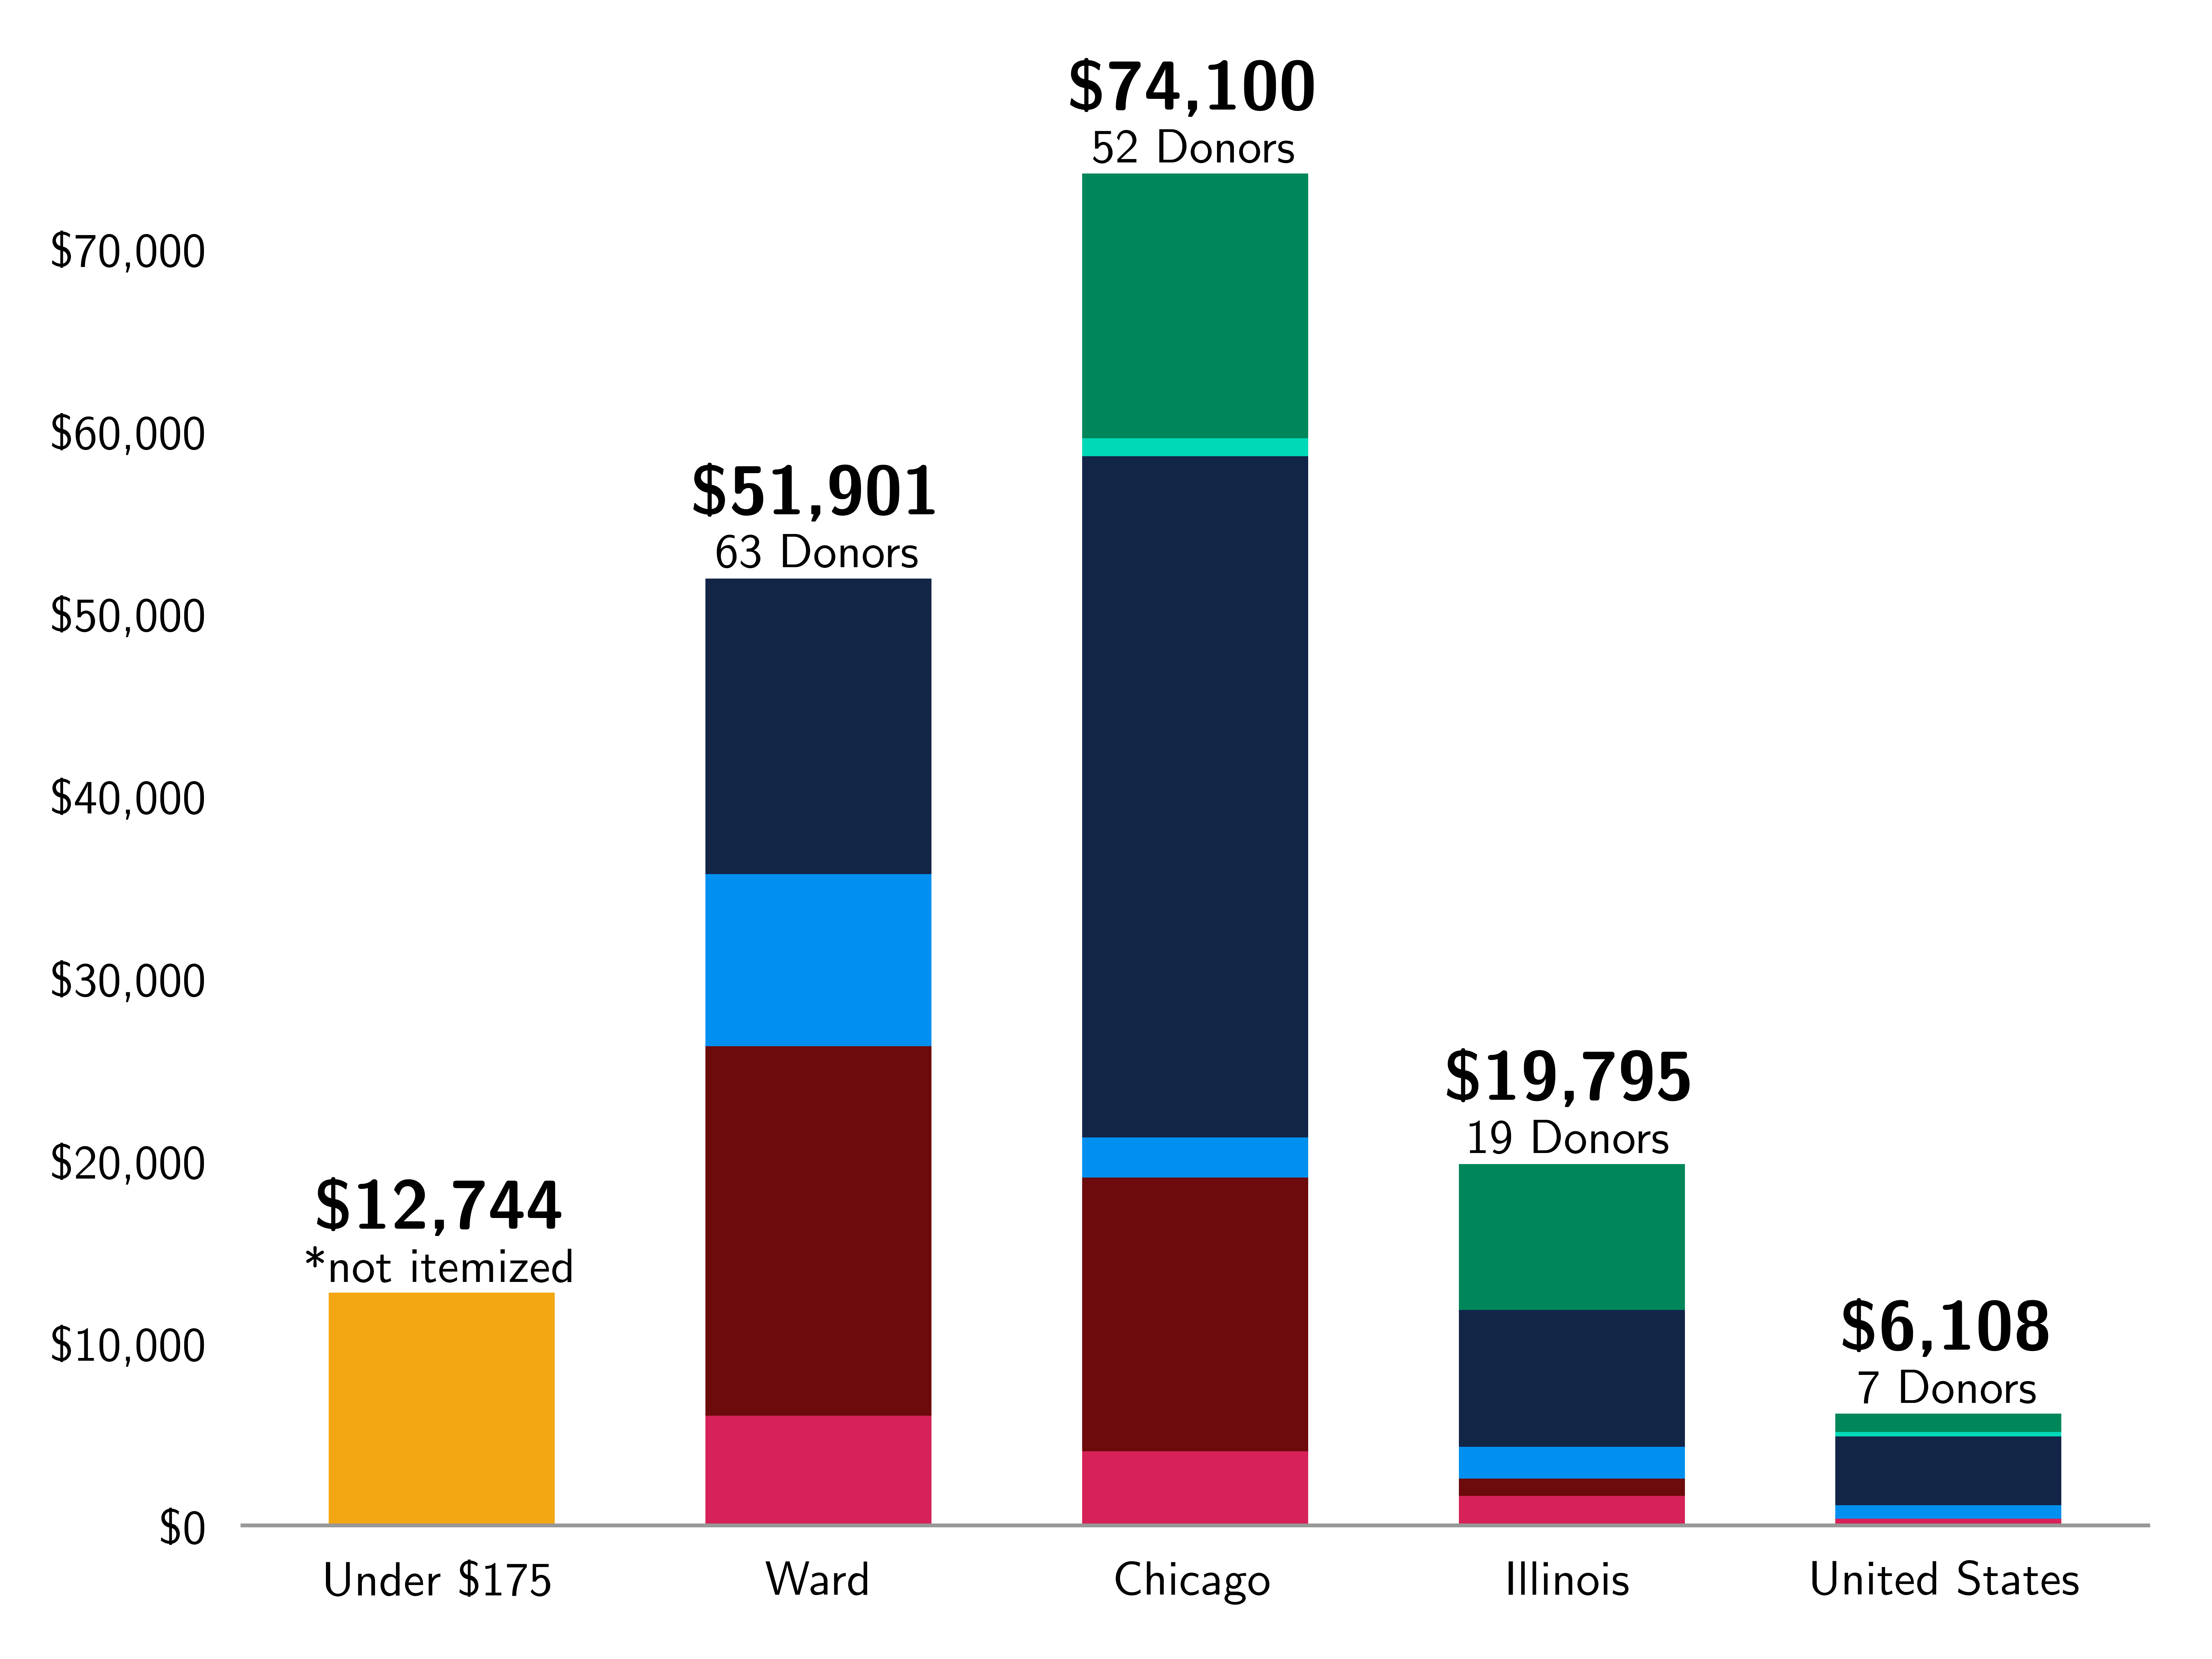 $74,100
52 Donors
$70,000
$60,000
$51,901
63 Donors
$50,000
$40,000
$30,000
$19,795
19 Donors
$20,000
$12,744
*not itemized
$10,000
$6,108
7 Donors
$0
Under $175
Ward
Chicago
Illinois
United States